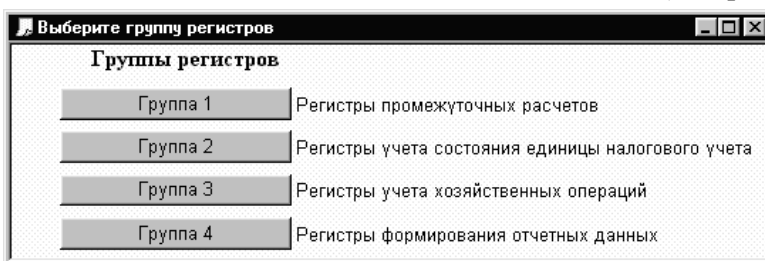 Выберите группу регистров
Группы регистров
Группа 1 Регистры промежуточных расчетов
Группа 2 Регистры учета состояния единицы налогового учета
Группа 3 Регистры учета хозяйственных операций
Группа 4 Регистры формирования отчетных данных